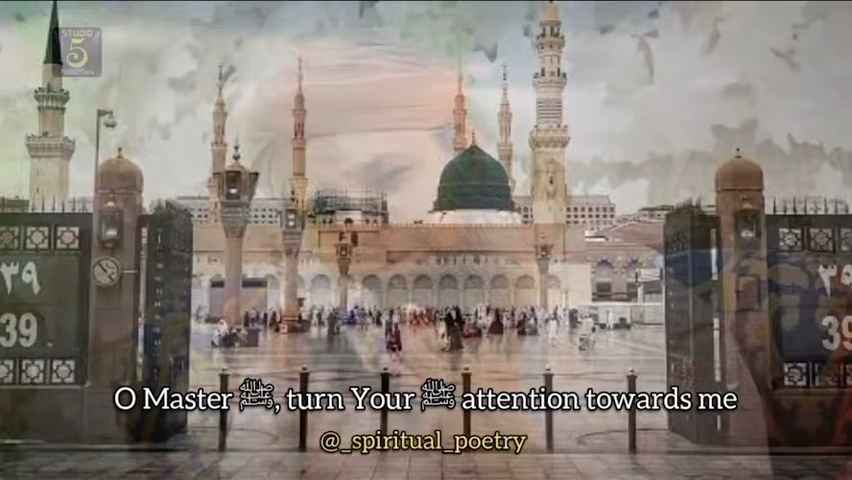 STUDIO
5
٣٩
39
٣٩
39
O Master ﷺ, turn Your ﷺ attention towards me
@_spiritual_poetry